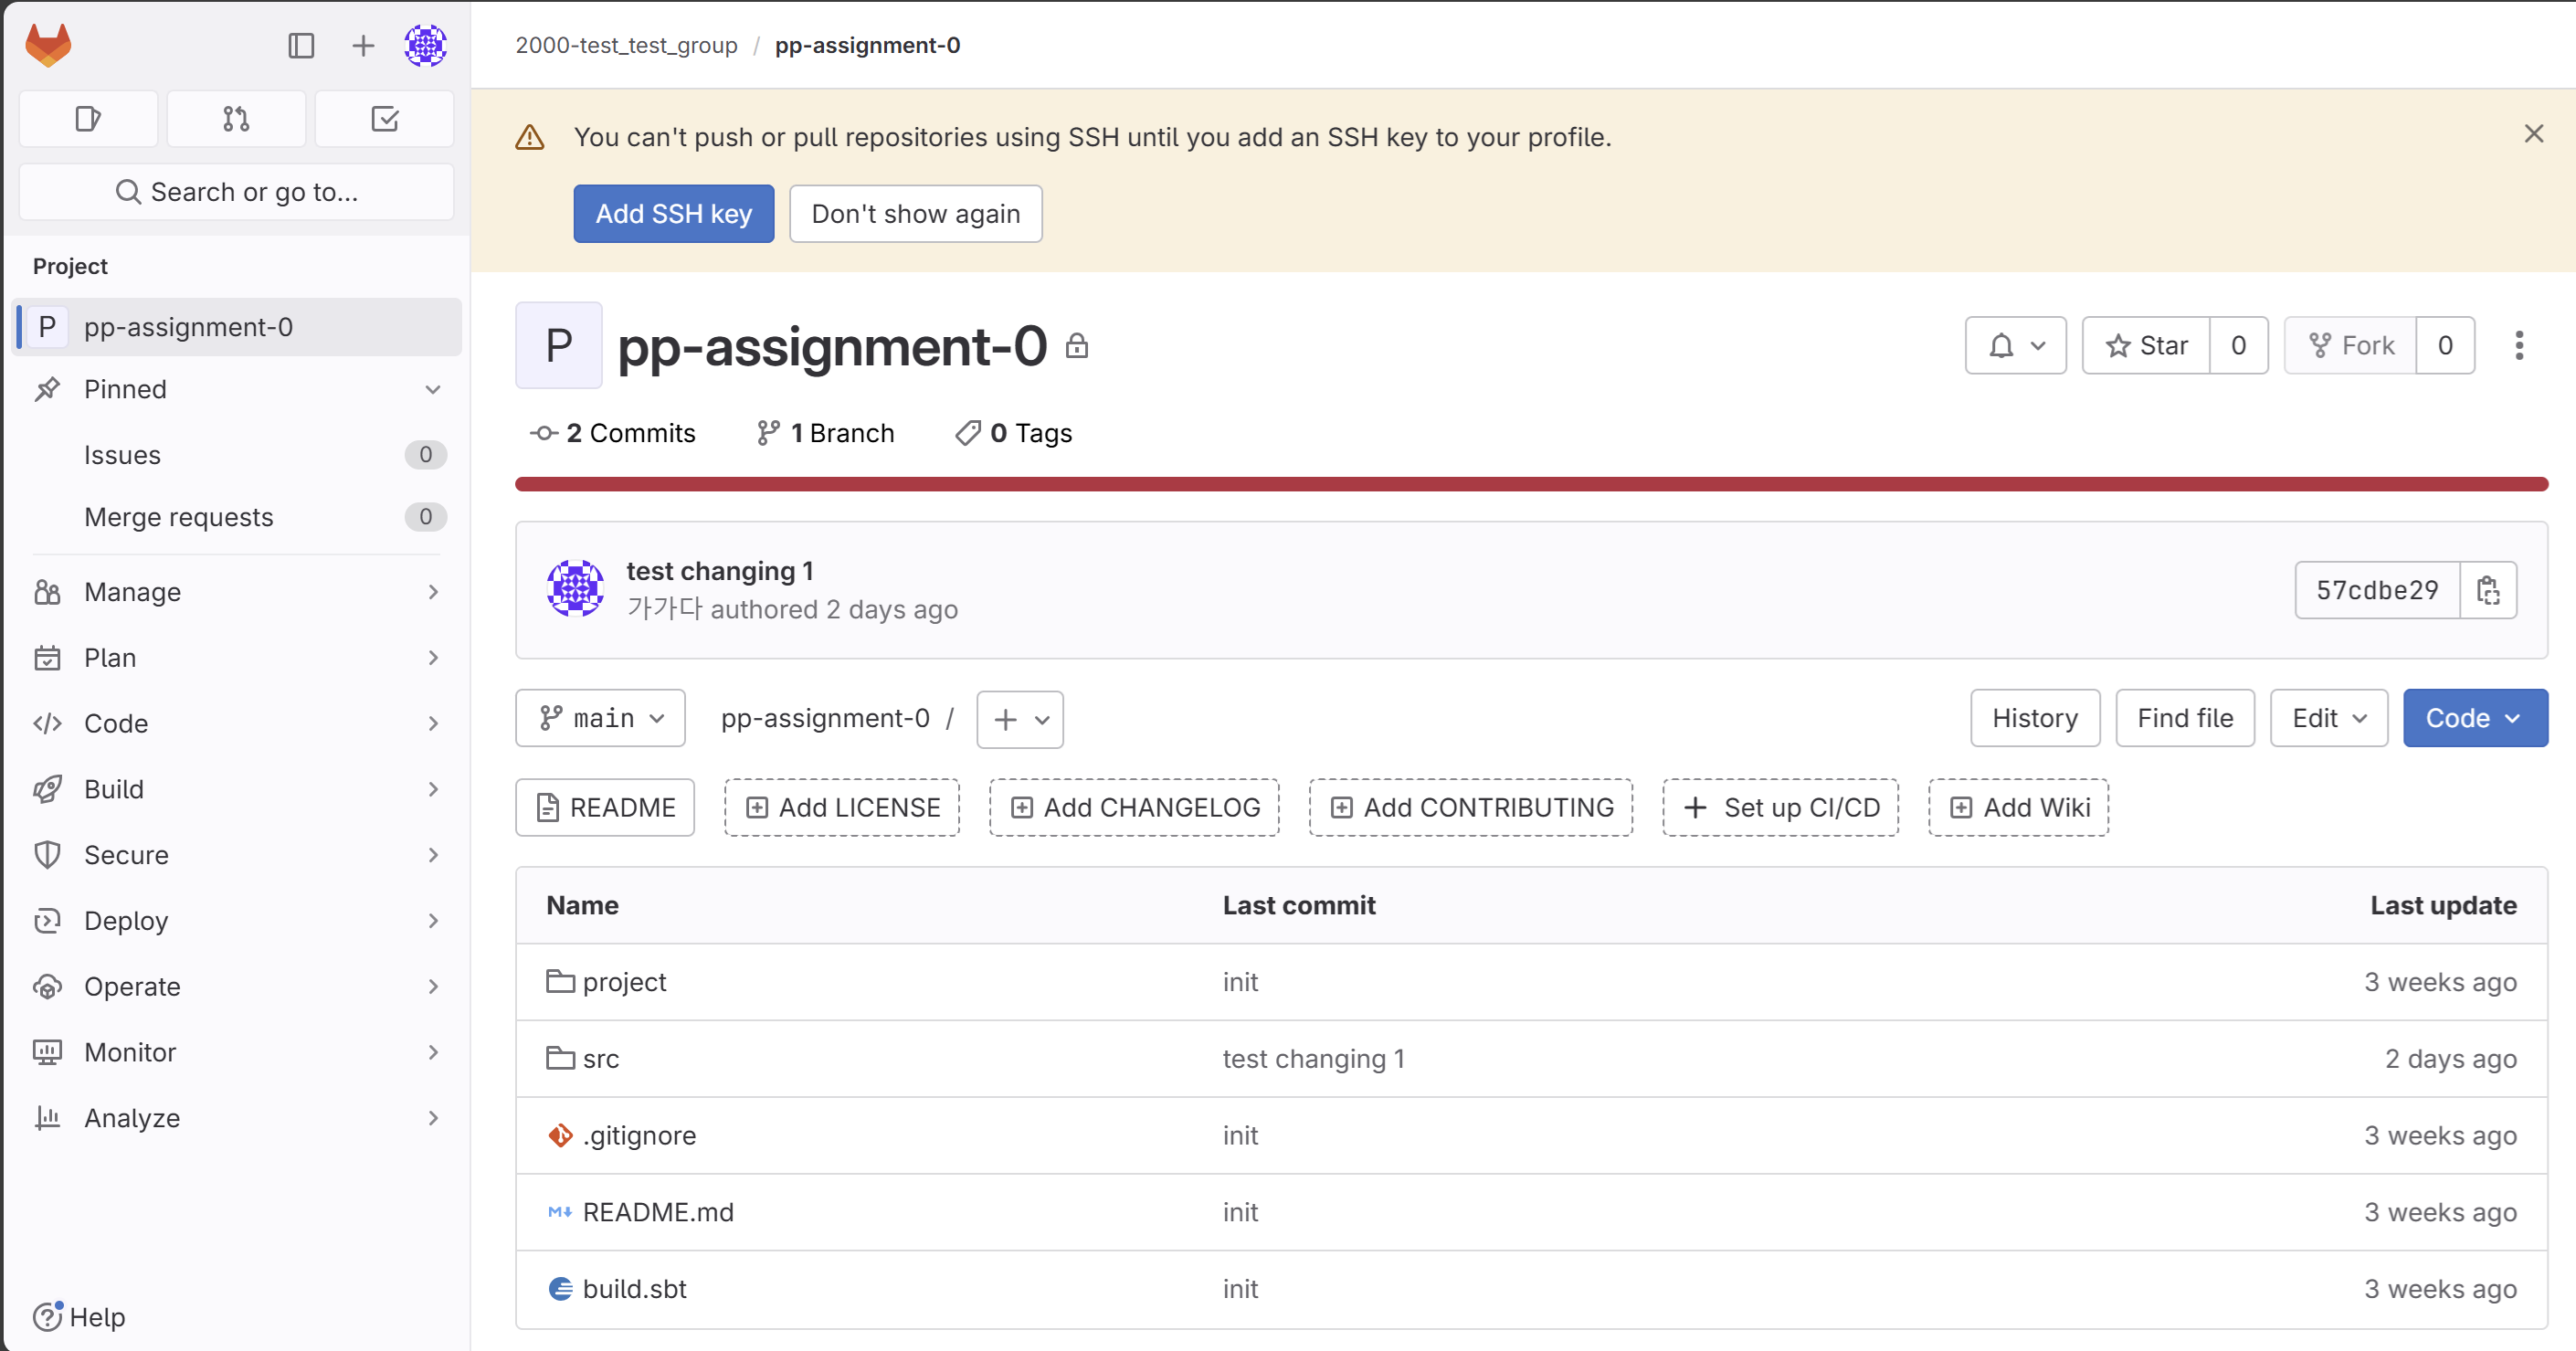 2000-test_test_group / pp-assignment-0
Search or go to...
Project
P pp-assignment-0
Pinned
Issues 0
Merge requests 0
Manage
Plan
Code
Build
Secure
Deploy
Operate
Monitor
Analyze
Help
You can't push or pull repositories using SSH until you add an SSH key to your profile.
Add SSH key Don't show again
P pp-assignment-0
Star 0 Fork 0
2 Commits 1 Branch 0 Tags
test changing 1
가가다 authored 2 days ago
57cdbe29
main pp-assignment-0 / + History Find file Edit Code
README Add LICENSE Add CHANGELOG Add CONTRIBUTING Set up CI/CD Add Wiki
Name Last commit Last update
project init 3 weeks ago
src test changing 1 2 days ago
.gitignore init 3 weeks ago
README.md init 3 weeks ago
build.sbt init 3 weeks ago